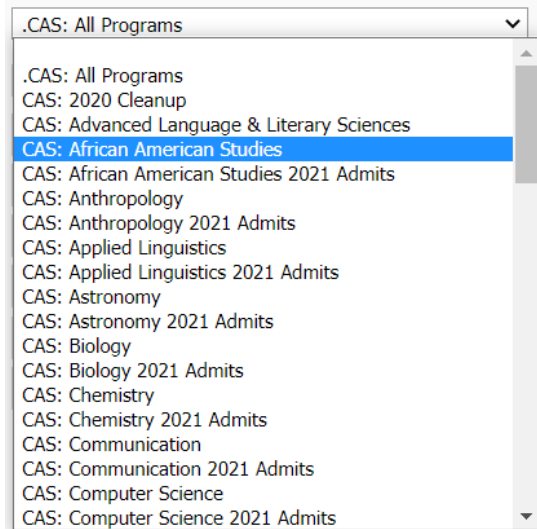 .CAS: All Programs
.CAS: All Programs
CAS: 2020 Cleanup
CAS: Advanced Language & Literary Sciences
CAS: African American Studies
CAS: African American Studies 2021 Admits
CAS: Anthropology
CAS: Anthropology 2021 Admits
CAS: Applied Linguistics
CAS: Applied Linguistics 2021 Admits
CAS: Astronomy
CAS: Astronomy 2021 Admits
CAS: Biology
CAS: Biology 2021 Admits
CAS: Chemistry
CAS: Chemistry 2021 Admits
CAS: Communication
CAS: Communication 2021 Admits
CAS: Computer Science
CAS: Computer Science 2021 Admits